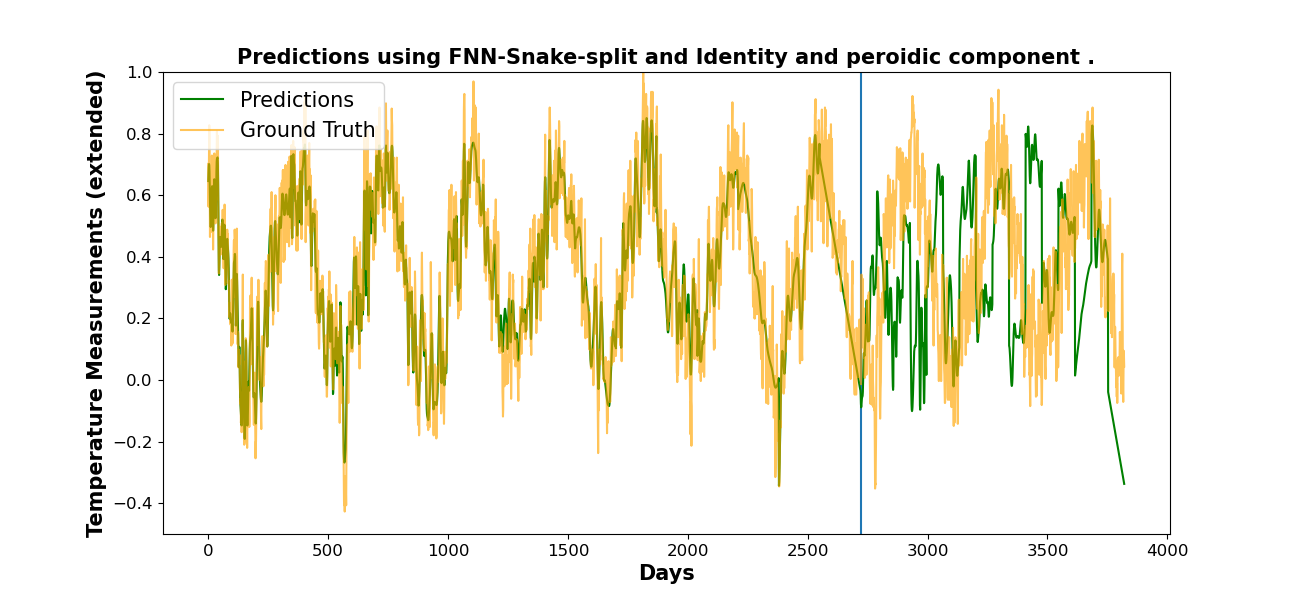 Predictions using FNN-Snake-split and Identity and peroidic component .
Temperature Measurements (extended)
1.0
0.8
0.6
0.4
0.2
0.0
−0.2
−0.4
Predictions
Ground Truth
0 500 1000 1500 2000 2500 3000 3500 4000
Days